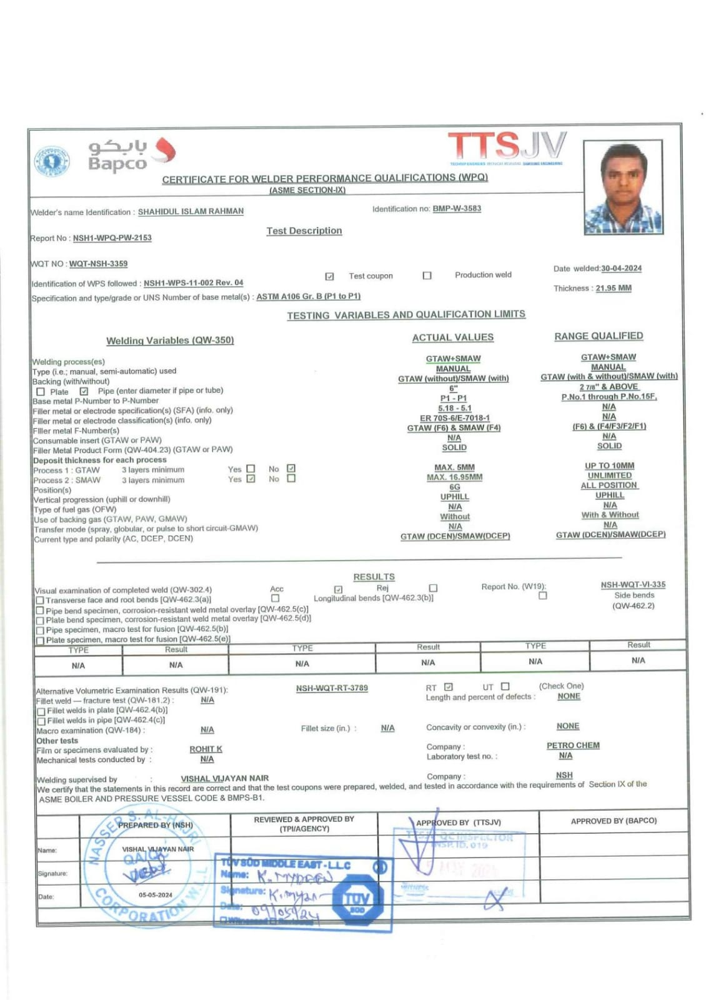 بابكو
Bapco
TTSJV
TECHNIP ENERGIES TECNICAS REUNIDAS SAMSUNG ENGINEERING
CERTIFICATE FOR WELDER PERFORMANCE QUALIFICATIONS (WPQ)
(ASME SECTION-IX)
Welder's name Identification : SHAHIDUL ISLAM RAHMAN Identification no: BMP-W-3583
Test Description
Report No : NSH1-WPQ-PW-2153
WQT NO : WQT-NSH-3359
☑ Test coupon ☐ Production weld Date welded:30-04-2024
Identification of WPS followed : NSH1-WPS-11-002 Rev. 04
Thickness : 21.95 MM
Specification and type/grade or UNS Number of base metal(s) : ASTM A106 Gr. B (P1 to P1)
TESTING VARIABLES AND QUALIFICATION LIMITS
Welding Variables (QW-350) ACTUAL VALUES RANGE QUALIFIED
Welding process(es) GTAW+SMAW GTAW+SMAW
Type (i.e.; manual, semi-automatic) used MANUAL MANUAL
Backing (with/without) GTAW (without)/SMAW (with) GTAW (with & without)/SMAW (with)
☐ Plate ☑ Pipe (enter diameter if pipe or tube) 6" 2 7/8" & ABOVE
Base metal P-Number to P-Number P1 - P1 P.No.1 through P.No.15F,
Filler metal or electrode specification(s) (SFA) (info. only) 5.18 - 5.1 N/A
Filler metal or electrode classification(s) (info. only) ER 70S-6/E-7018-1 N/A
Filler metal F-Number(s) GTAW (F6) & SMAW (F4) (F6) & (F4/F3/F2/F1)
Consumable insert (GTAW or PAW) N/A N/A
Filler Metal Product Form (QW-404.23) (GTAW or PAW) SOLID SOLID
Deposit thickness for each process
Process 1 : GTAW 3 layers minimum Yes ☐ No ☑ MAX. 5MM UP TO 10MM
Process 2 : SMAW 3 layers minimum Yes ☑ No ☐ MAX. 16.95MM UNLIMITED
Position(s) 6G ALL POSITION
Vertical progression (uphill or downhill) UPHILL UPHILL
Type of fuel gas (OFW) N/A N/A
Use of backing gas (GTAW, PAW, GMAW) Without With & Without
Transfer mode (spray, globular, or pulse to short circuit-GMAW) N/A N/A
Current type and polarity (AC, DCEP, DCEN) GTAW (DCEN)/SMAW(DCEP) GTAW (DCEN)/SMAW(DCEP)
RESULTS
Visual examination of completed weld (QW-302.4) Acc ☑ Rej ☐ Report No. (W19): NSH-WQT-VI-335
☐ Transverse face and root bends [QW-462.3(a)] ☐ Longitudinal bends [QW-462.3(b)] ☐ Side bends
(QW-462.2)
☐ Pipe bend specimen, corrosion-resistant weld metal overlay [QW-462.5(c)]
☐ Plate bend specimen, corrosion-resistant weld metal overlay [QW-462.5(d)]
☐ Pipe specimen, macro test for fusion [QW-462.5(b)]
☐ Plate specimen, macro test for fusion [QW-462.5(e)]
TYPE Result TYPE Result TYPE Result
N/A N/A N/A N/A N/A N/A
Alternative Volumetric Examination Results (QW-191): NSH-WQT-RT-3789 RT ☑ UT ☐ (Check One)
Fillet weld — fracture test (QW-181.2) : N/A Length and percent of defects : NONE
☐ Fillet welds in plate [QW-462.4(b)]
☐ Fillet welds in pipe [QW-462.4(c)]
Macro examination (QW-184) : N/A Fillet size (in.) : N/A Concavity or convexity (in.) : NONE
Other tests
Film or specimens evaluated by : ROHIT K Company : PETRO CHEM
Mechanical tests conducted by : N/A Laboratory test no. : N/A
Welding supervised by : VISHAL VIJAYAN NAIR Company : NSH
We certify that the statements in this record are correct and that the test coupons were prepared, welded, and tested in accordance with the requirements of Section IX of the
ASME BOILER AND PRESSURE VESSEL CODE & BMPS-B1.
PREPARED BY (NSH) REVIEWED & APPROVED BY (TPI/AGENCY) APPROVED BY (TTSJV) APPROVED BY (BAPCO)
Name: VISHAL VIJAYAN NAIR
Signature:
Date: 05-05-2024
NASSER S. AL-HAJRI CORPORATION W.L.L
QA/QC
TÜV SÜD MIDDLE EAST - L.L.C
Name: K. MYDEEN
Signature:
Date: 09/05/24
TÜV
SÜD
TTSJV QC INSPECTOR
INSP. ID. 019
WITNESS